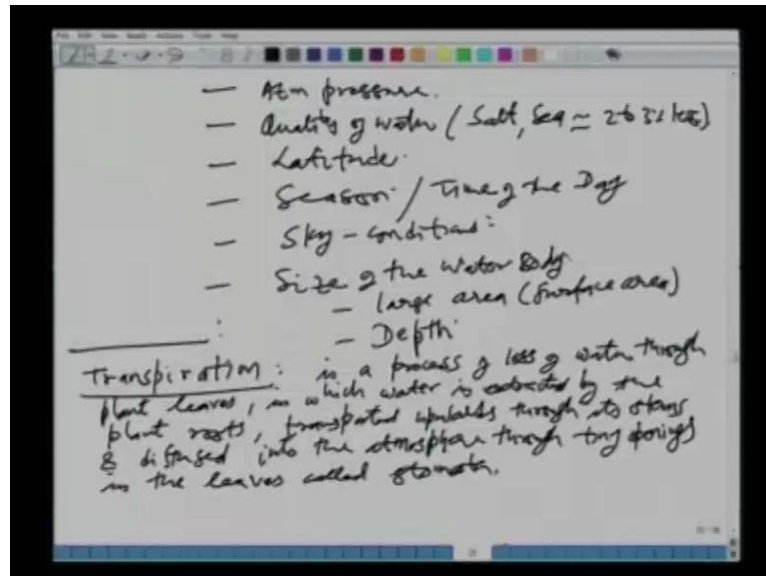 — Atm pressure.
— Quality of water (Salt, Sea ≃ 2 to 3% less)
— Latitude.
— Season / Time of the Day
— Sky-conditions:
— Size of the Water Body
— large area (Surface area)
— Depth
Transpiration: is a process of loss of water through
plant leaves, in which water is extracted by the
plant roots, transported upwards through its stems
& diffused into the atmosphere through tiny openings
in the leaves called stomata.